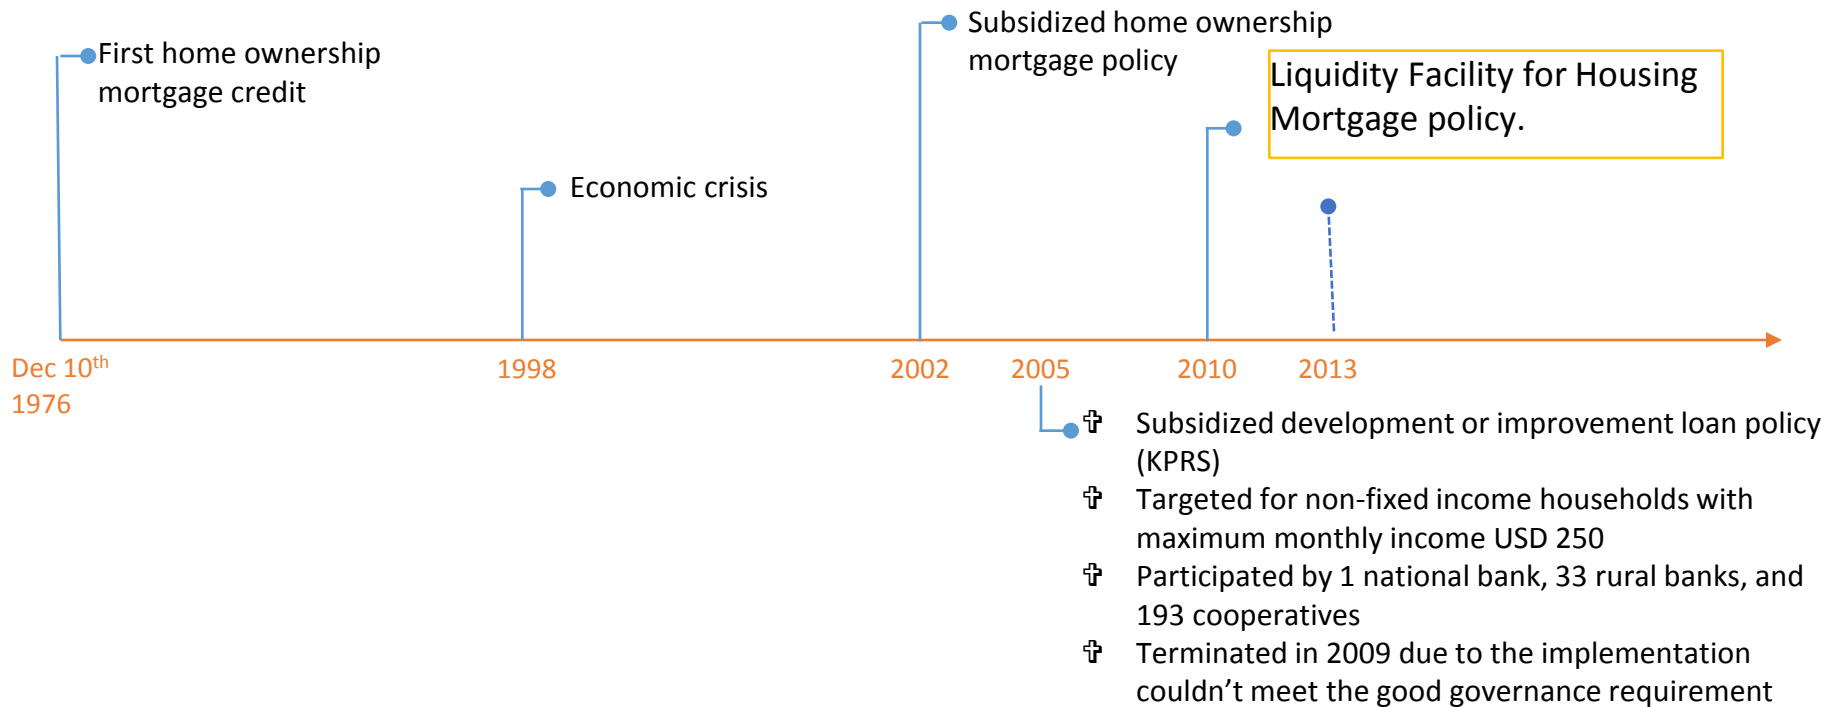 First home ownership
mortgage credit
Economic crisis
Subsidized home ownership
mortgage policy
Liquidity Facility for Housing
Mortgage policy.
Dec 10th
1976
1998
2002
2005
2010
2013
✞ Subsidized development or improvement loan policy
(KPRS)
✞ Targeted for non-fixed income households with
maximum monthly income USD 250
✞ Participated by 1 national bank, 33 rural banks, and
193 cooperatives
✞ Terminated in 2009 due to the implementation
couldn’t meet the good governance requirement